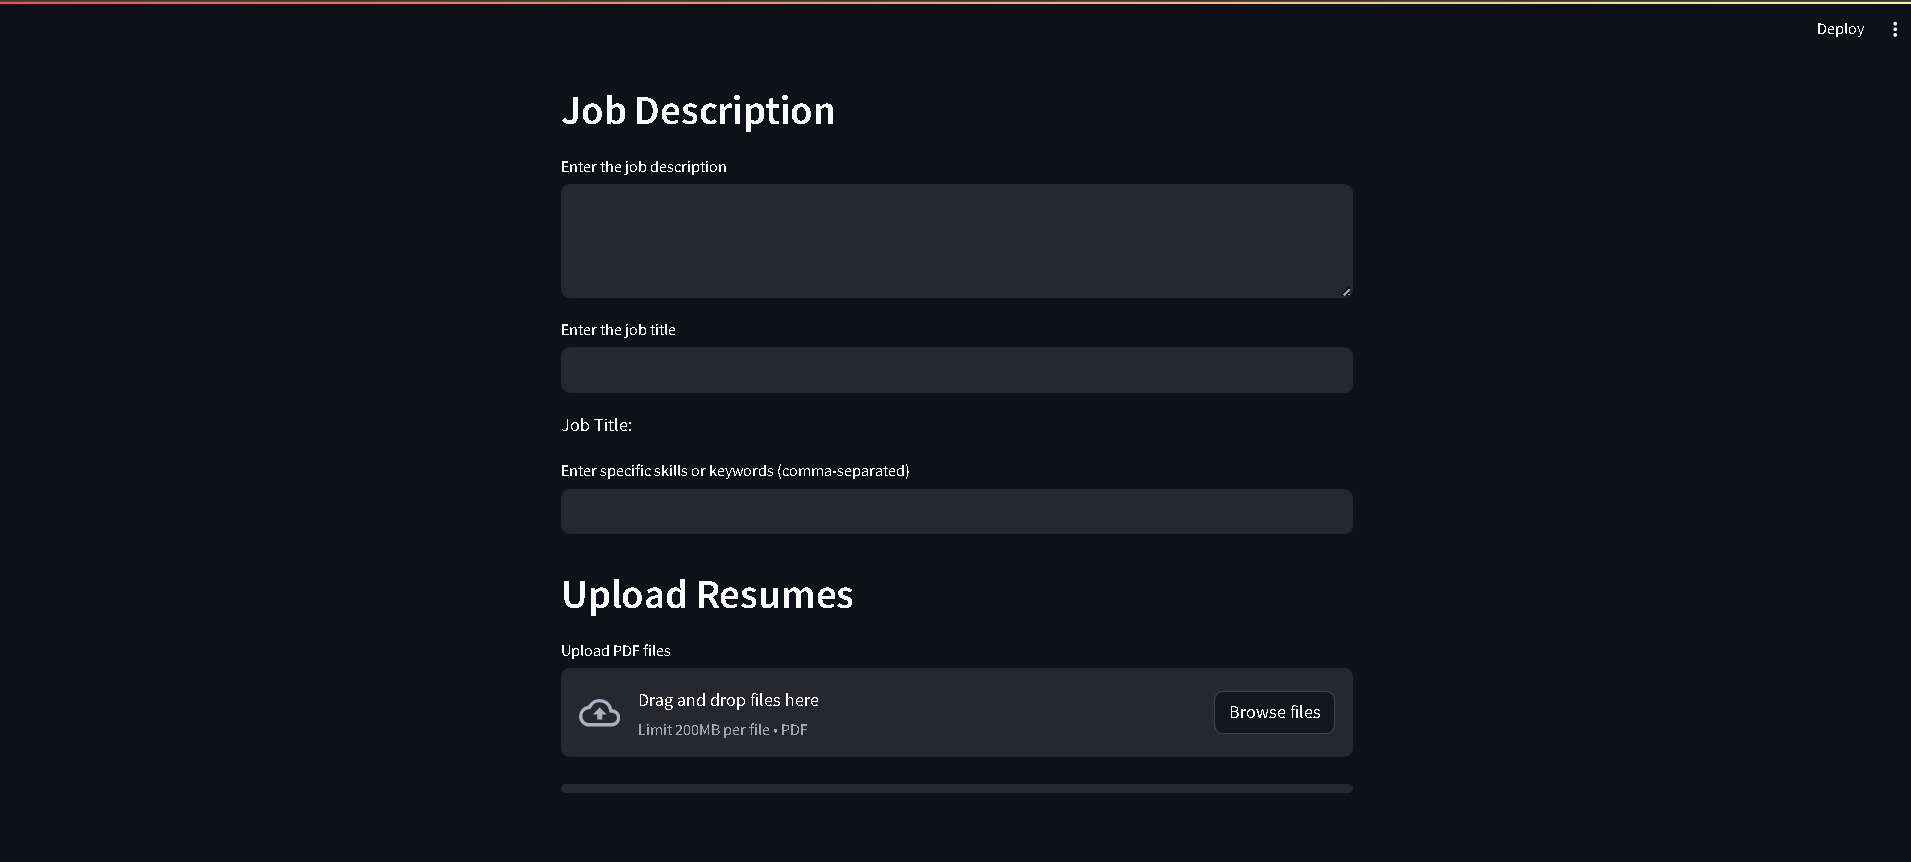 Deploy
Job Description
Enter the job description
Enter the job title
Job Title:
Enter specific skills or keywords (comma-separated)
Upload Resumes
Upload PDF files
Drag and drop files here
Limit 200MB per file • PDF
Browse files